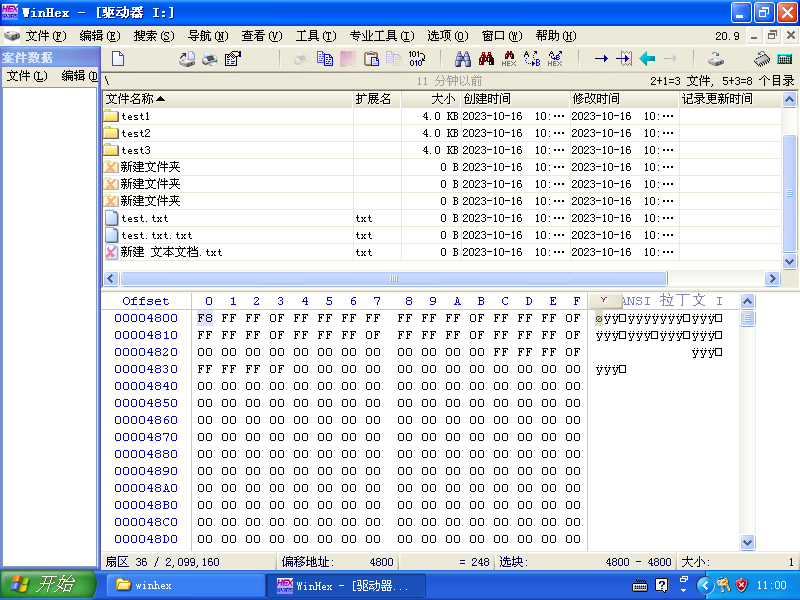 WinHex - [驱动器 I:]
文件(F) 编辑(E) 搜索(S) 导航(N) 查看(V) 工具(T) 专业工具(I) 选项(O) 窗口(W) 帮助(H) 20.9
案件数据
文件(L) 编辑(D
\ 11 分钟以前 2+1=3 文件, 5+3=8 个目录
文件名称 扩展名 大小 创建时间 修改时间 记录更新时间
test1 4.0 KB 2023-10-16 10:... 2023-10-16 10:...
test2 4.0 KB 2023-10-16 10:... 2023-10-16 10:...
test3 4.0 KB 2023-10-16 10:... 2023-10-16 10:...
新建文件夹 0 B 2023-10-16 10:... 2023-10-16 10:...
新建文件夹 0 B 2023-10-16 10:... 2023-10-16 10:...
新建文件夹 0 B 2023-10-16 10:... 2023-10-16 10:...
test.txt txt 0 B 2023-10-16 10:... 2023-10-16 10:...
test.txt.txt txt 0 B 2023-10-16 10:... 2023-10-16 10:...
新建 文本文档.txt txt 0 B 2023-10-16 10:... 2023-10-16 10:...
Offset 0 1 2 3 4 5 6 7 8 9 A B C D E F ANSI 拉丁文 I
00004800 F8 FF FF 0F FF FF FF FF FF FF FF 0F FF FF FF 0F øÿÿ□ÿÿÿÿÿÿÿ□ÿÿÿ□
00004810 FF FF FF 0F FF FF FF 0F FF FF FF 0F FF FF FF 0F ÿÿÿ□ÿÿÿ□ÿÿÿ□ÿÿÿ□
00004820 00 00 00 00 00 00 00 00 00 00 00 00 FF FF FF 0F ÿÿÿ□
00004830 FF FF FF 0F 00 00 00 00 00 00 00 00 00 00 00 00 ÿÿÿ□
00004840 00 00 00 00 00 00 00 00 00 00 00 00 00 00 00 00
00004850 00 00 00 00 00 00 00 00 00 00 00 00 00 00 00 00
00004860 00 00 00 00 00 00 00 00 00 00 00 00 00 00 00 00
00004870 00 00 00 00 00 00 00 00 00 00 00 00 00 00 00 00
00004880 00 00 00 00 00 00 00 00 00 00 00 00 00 00 00 00
00004890 00 00 00 00 00 00 00 00 00 00 00 00 00 00 00 00
000048A0 00 00 00 00 00 00 00 00 00 00 00 00 00 00 00 00
000048B0 00 00 00 00 00 00 00 00 00 00 00 00 00 00 00 00
000048C0 00 00 00 00 00 00 00 00 00 00 00 00 00 00 00 00
000048D0 00 00 00 00 00 00 00 00 00 00 00 00 00 00 00 00
扇区 36 / 2,099,160 偏移地址: 4800 = 248 选块: 4800 - 4800 大小: 1
开始 winhex WinHex - [驱动器... 11:00